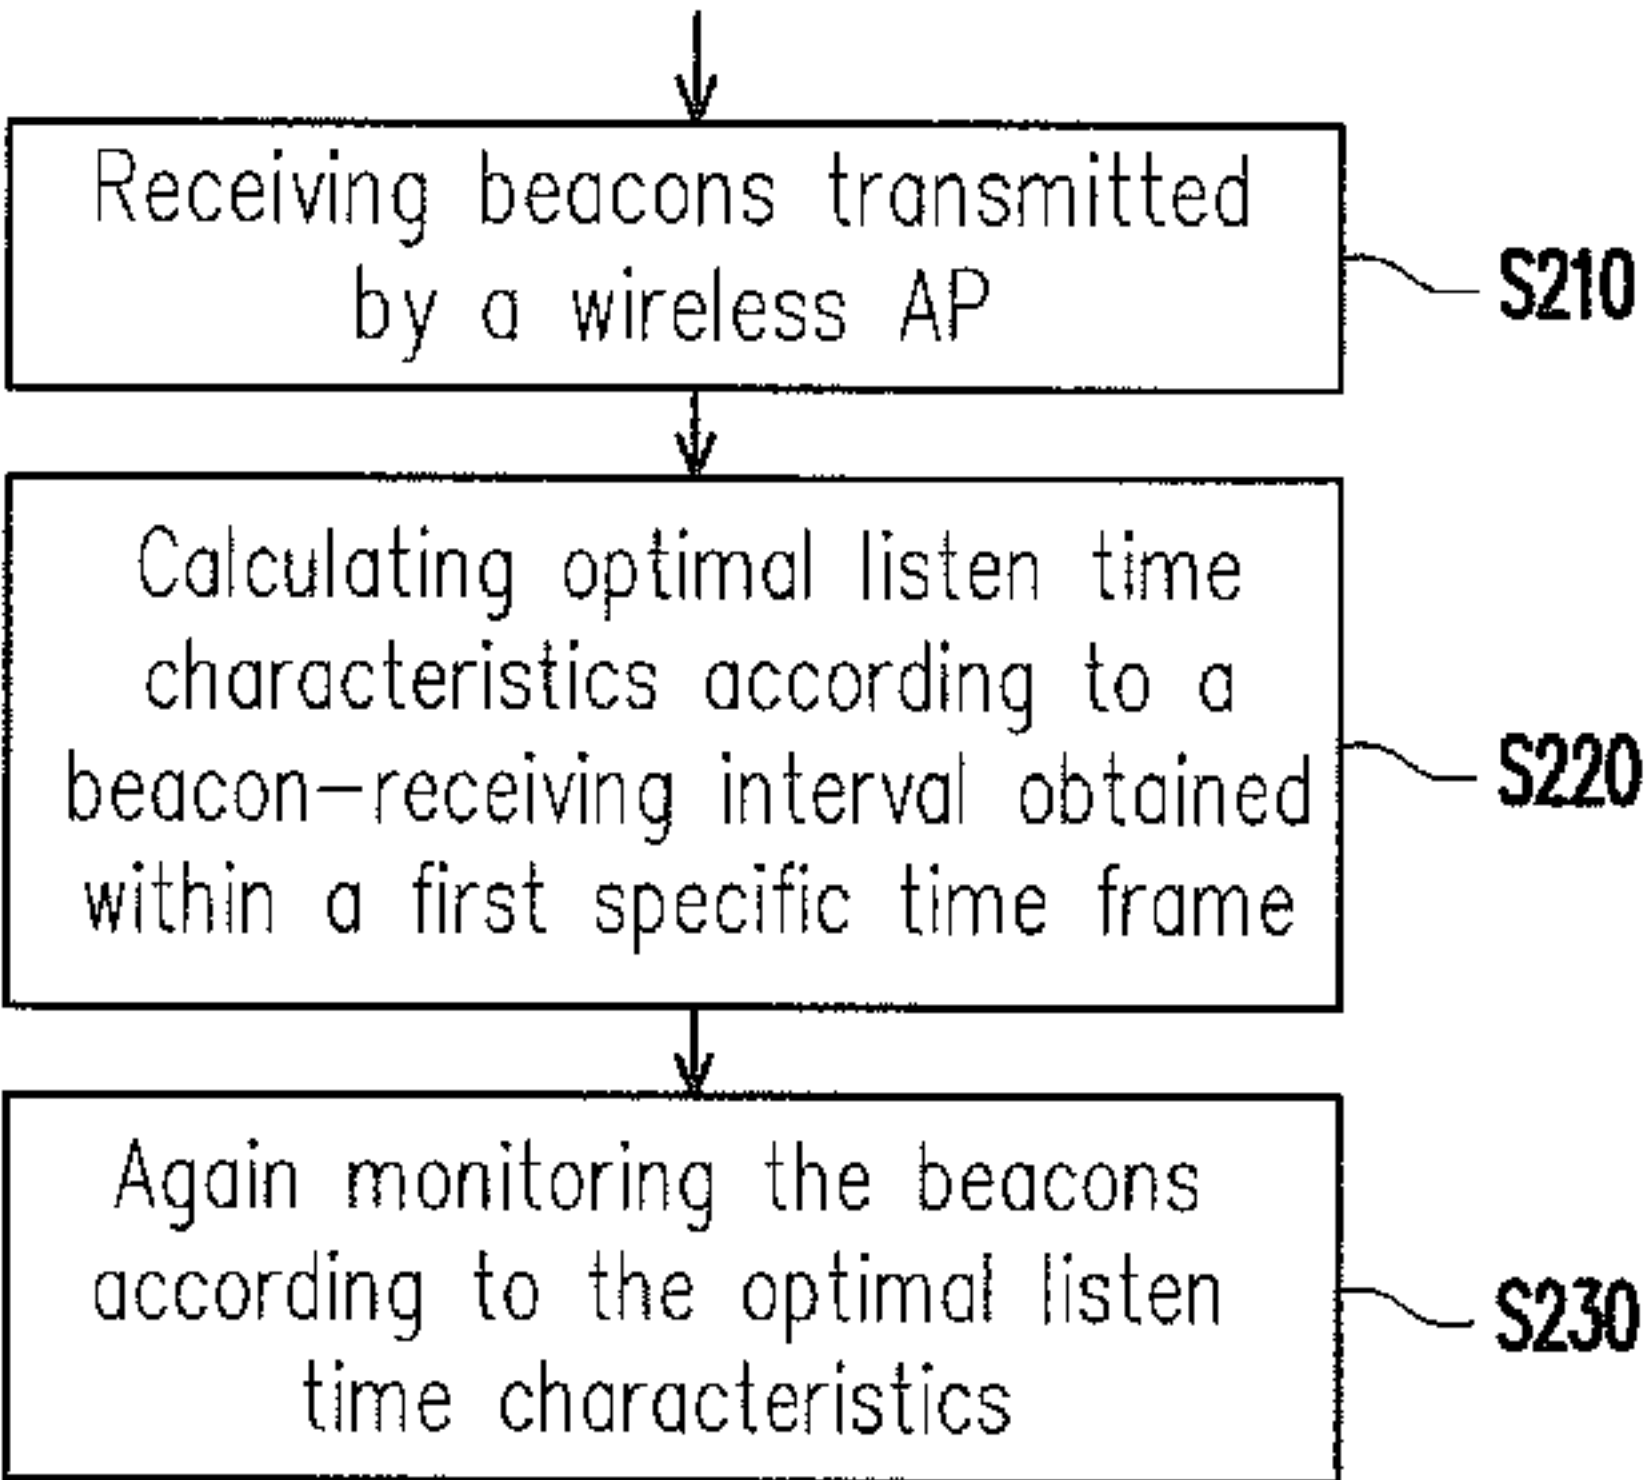 Receiving beacons transmitted
by a wireless AP
S210
Calculating optimal listen time
characteristics according to a
beacon-receiving interval obtained
within a first specific time frame
S220
Again monitoring the beacons
according to the optimal listen
time characteristics
S230